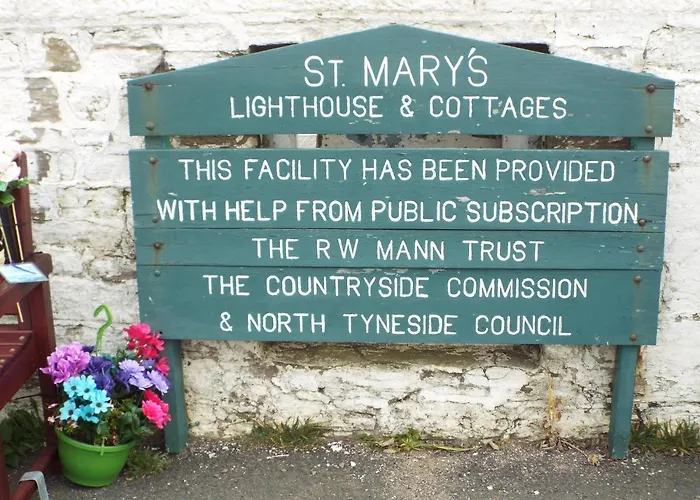 ST. MARY'S
LIGHTHOUSE & COTTAGES
THIS FACILITY HAS BEEN PROVIDED
WITH HELP FROM PUBLIC SUBSCRIPTION
THE R W MANN TRUST
THE COUNTRYSIDE COMMISSION
& NORTH TYNESIDE COUNCIL